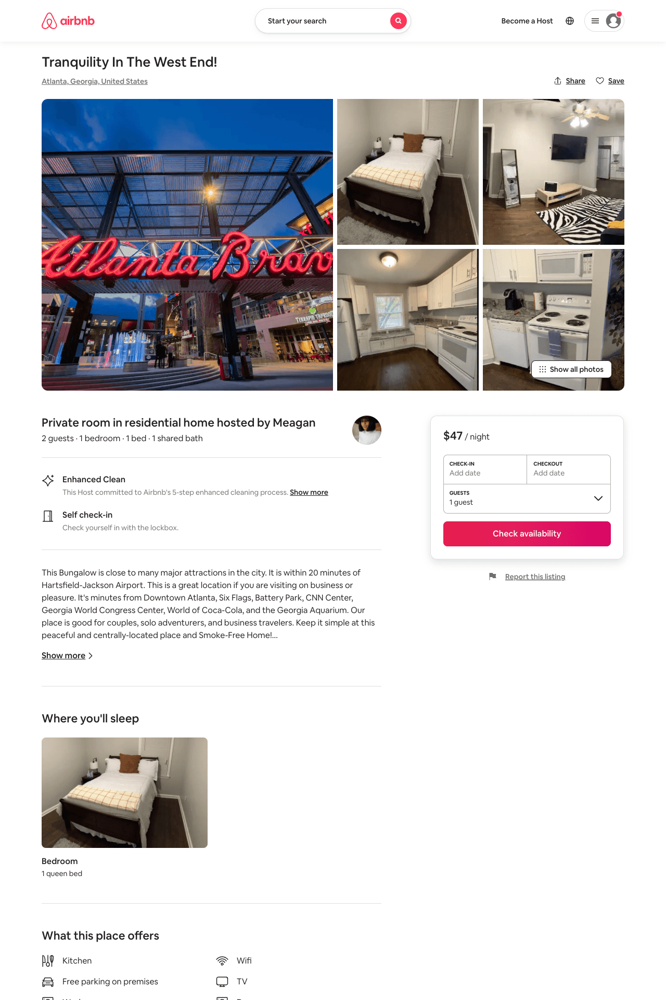 airbnb
Start your search
Become a Host
Tranquility In The West End!
Atlanta, Georgia, United States
Share
Save
Atlanta Brav
TERRAPIN TAPROOM
Show all photos
Private room in residential home hosted by Meagan
2 guests · 1 bedroom · 1 bed · 1 shared bath
Enhanced Clean
This Host committed to Airbnb's 5-step enhanced cleaning process. Show more
Self check-in
Check yourself in with the lockbox.
This Bungalow is close to many major attractions in the city. It is within 20 minutes of
Hartsfield-Jackson Airport. This is a great location if you are visiting on business or
pleasure. It's minutes from Downtown Atlanta, Six Flags, Battery Park, CNN Center,
Georgia World Congress Center, World of Coca-Cola, and the Georgia Aquarium. Our
place is good for couples, solo adventurers, and business travelers. Keep it simple at this
peaceful and centrally-located place and Smoke-Free Home!...
Show more
$47 / night
CHECK-IN
Add date
CHECKOUT
Add date
GUESTS
1 guest
Check availability
Report this listing
Where you'll sleep
Bedroom
1 queen bed
What this place offers
Kitchen
Wifi
Free parking on premises
TV